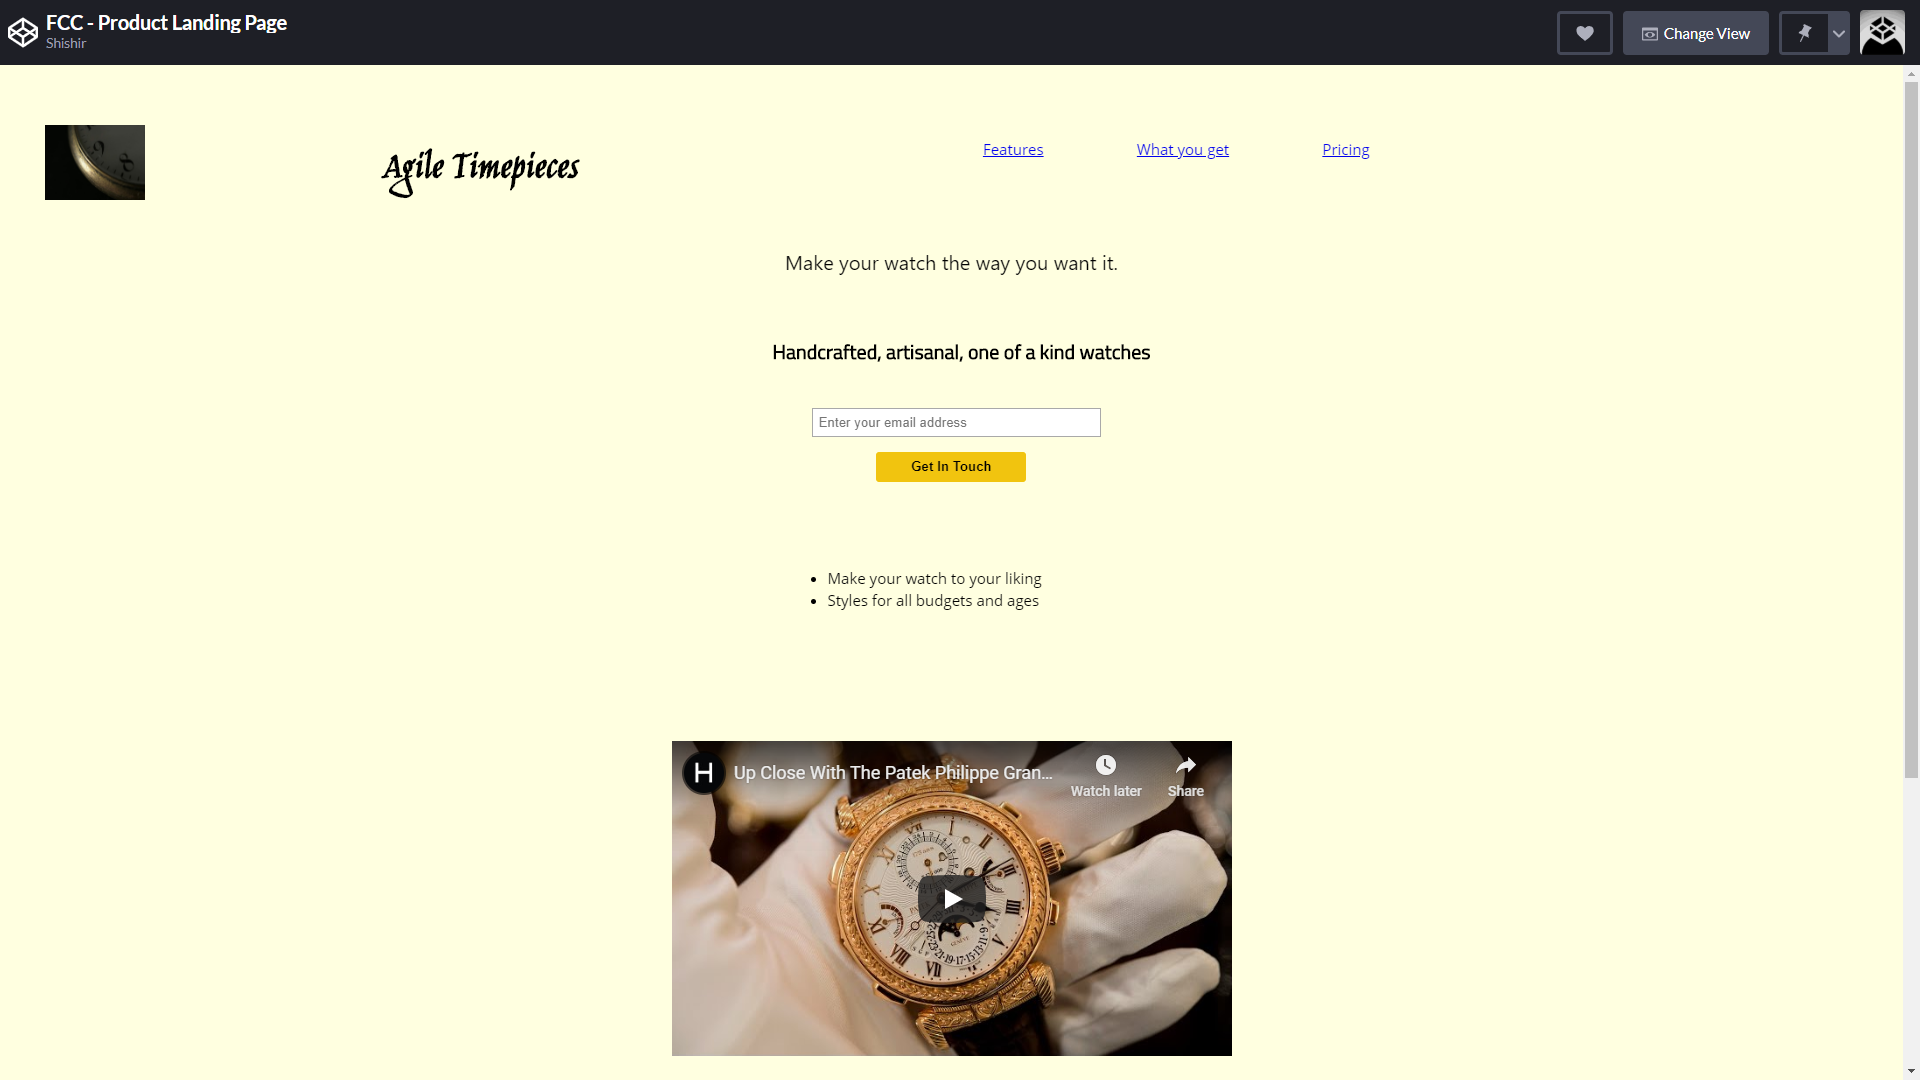 FCC - Product Landing Page
Shishir
Change View
Agile Timepieces
Features
What you get
Pricing
Make your watch the way you want it.
Handcrafted, artisanal, one of a kind watches
Enter your email address
Get In Touch
Make your watch to your liking
Styles for all budgets and ages
H
Up Close With The Patek Philippe Gran...
Watch later
Share